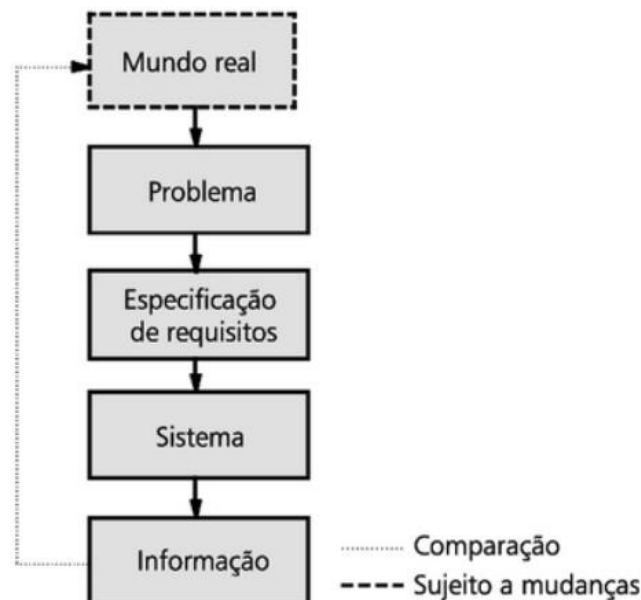 Mundo real
Problema
Especificação
de requisitos
Sistema
Informação
Comparação
Sujeito a mudanças